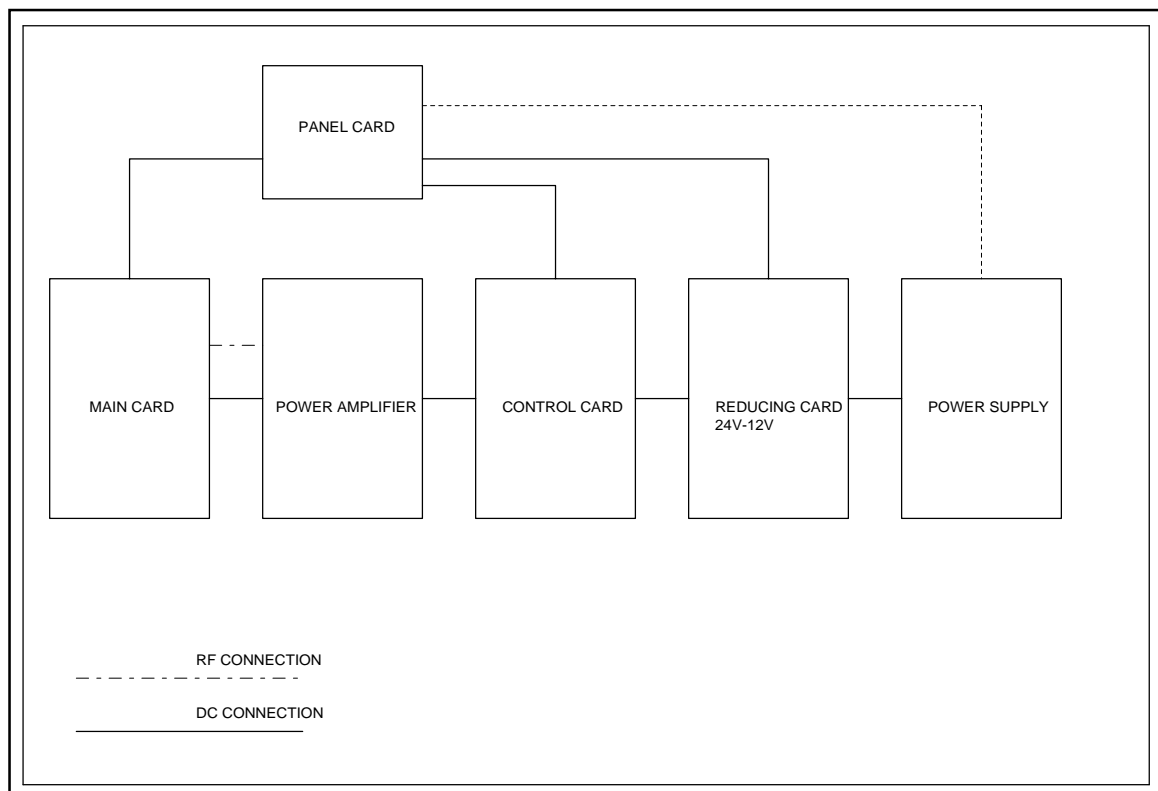 PANEL CARD
MAIN CARD
POWER AMPLIFIER
CONTROL CARD
REDUCING CARD
24V-12V
POWER SUPPLY
RF CONNECTION
DC CONNECTION